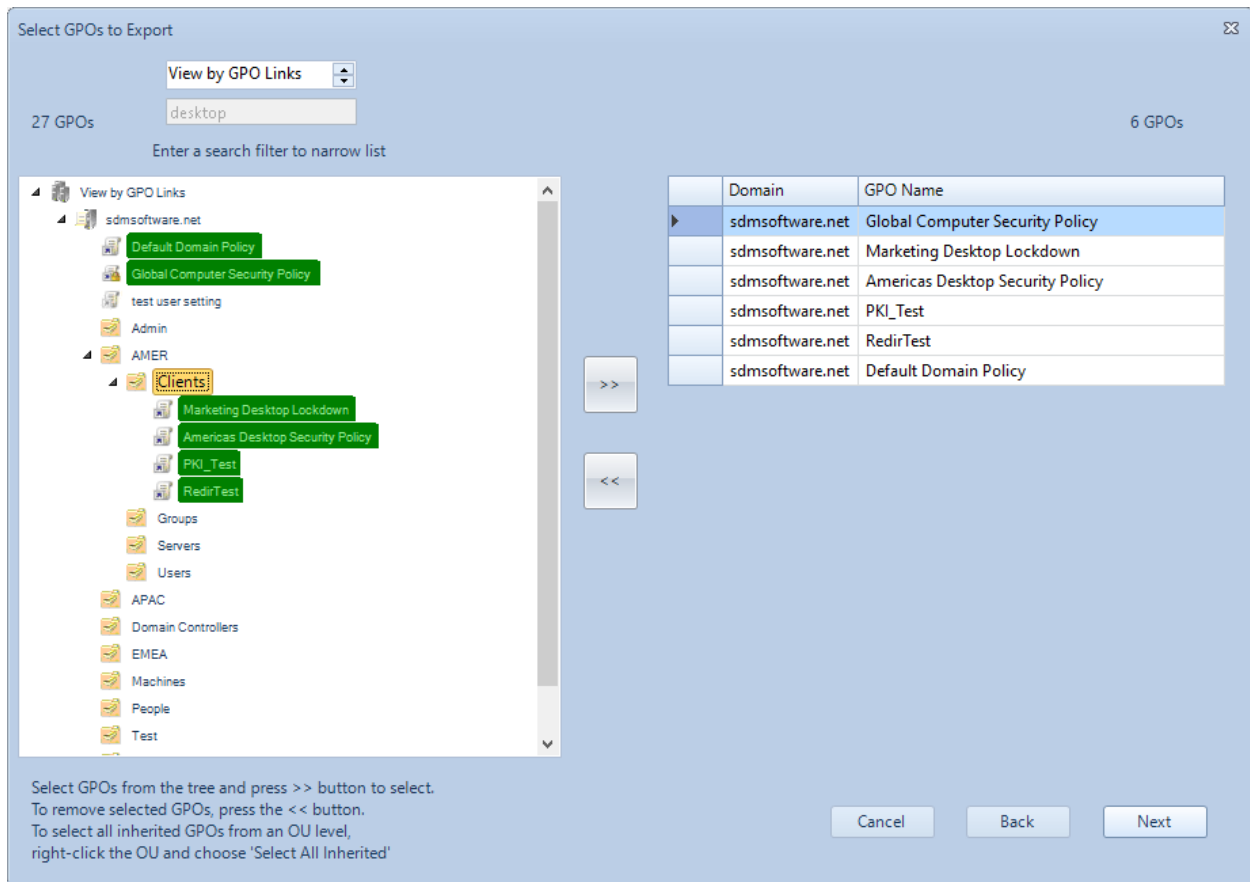 Select GPOs to Export
View by GPO Links
desktop
27 GPOs
6 GPOs
Enter a search filter to narrow list
View by GPO Links
sdmsoftware.net
Default Domain Policy
Global Computer Security Policy
test user setting
Admin
AMER
Clients
Marketing Desktop Lockdown
Americas Desktop Security Policy
PKI_Test
RedirTest
Groups
Servers
Users
APAC
Domain Controllers
EMEA
Machines
People
Test
>>
<<
Domain GPO Name
sdmsoftware.net Global Computer Security Policy
sdmsoftware.net Marketing Desktop Lockdown
sdmsoftware.net Americas Desktop Security Policy
sdmsoftware.net PKI_Test
sdmsoftware.net RedirTest
sdmsoftware.net Default Domain Policy
Select GPOs from the tree and press >> button to select.
To remove selected GPOs, press the << button.
To select all inherited GPOs from an OU level,
right-click the OU and choose 'Select All Inherited'
Cancel Back Next